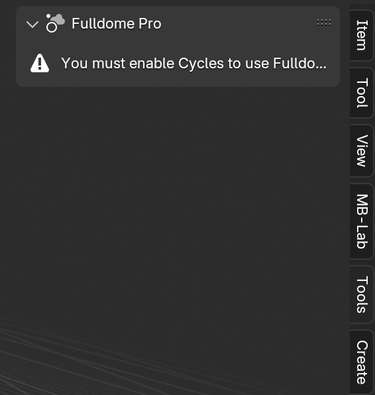 Fulldome Pro
You must enable Cycles to use Fulldo...
Item
Tool
View
MB-Lab
Tools
Create